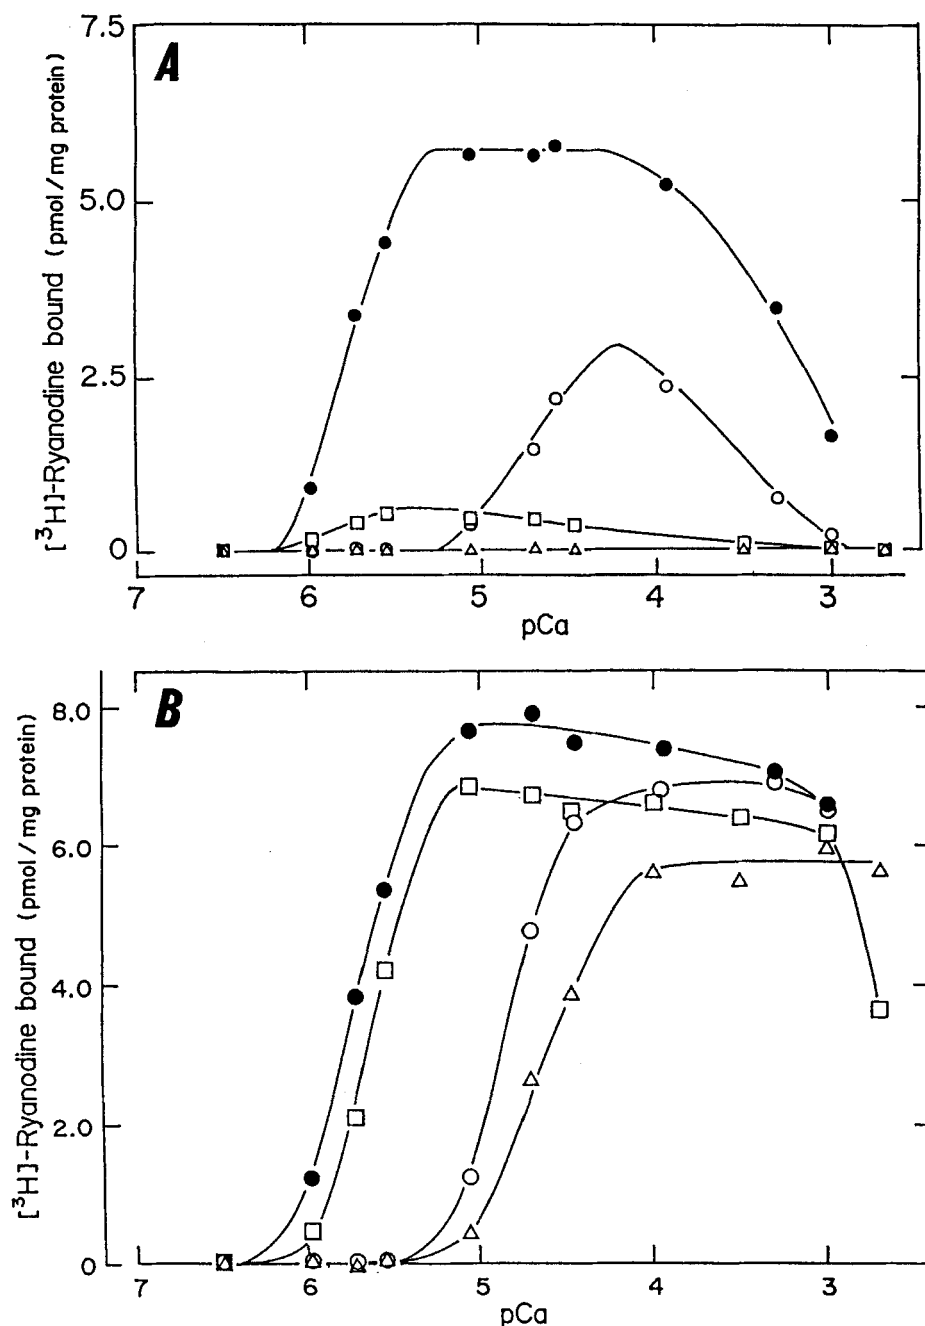 A
[³H]-Ryanodine bound (pmol/mg protein)
7.5
5.0
2.5
0
7 6 5 4 3
pCa
B
[³H]-Ryanodine bound (pmol/mg protein)
8.0
6.0
4.0
2.0
0
7 6 5 4 3
pCa